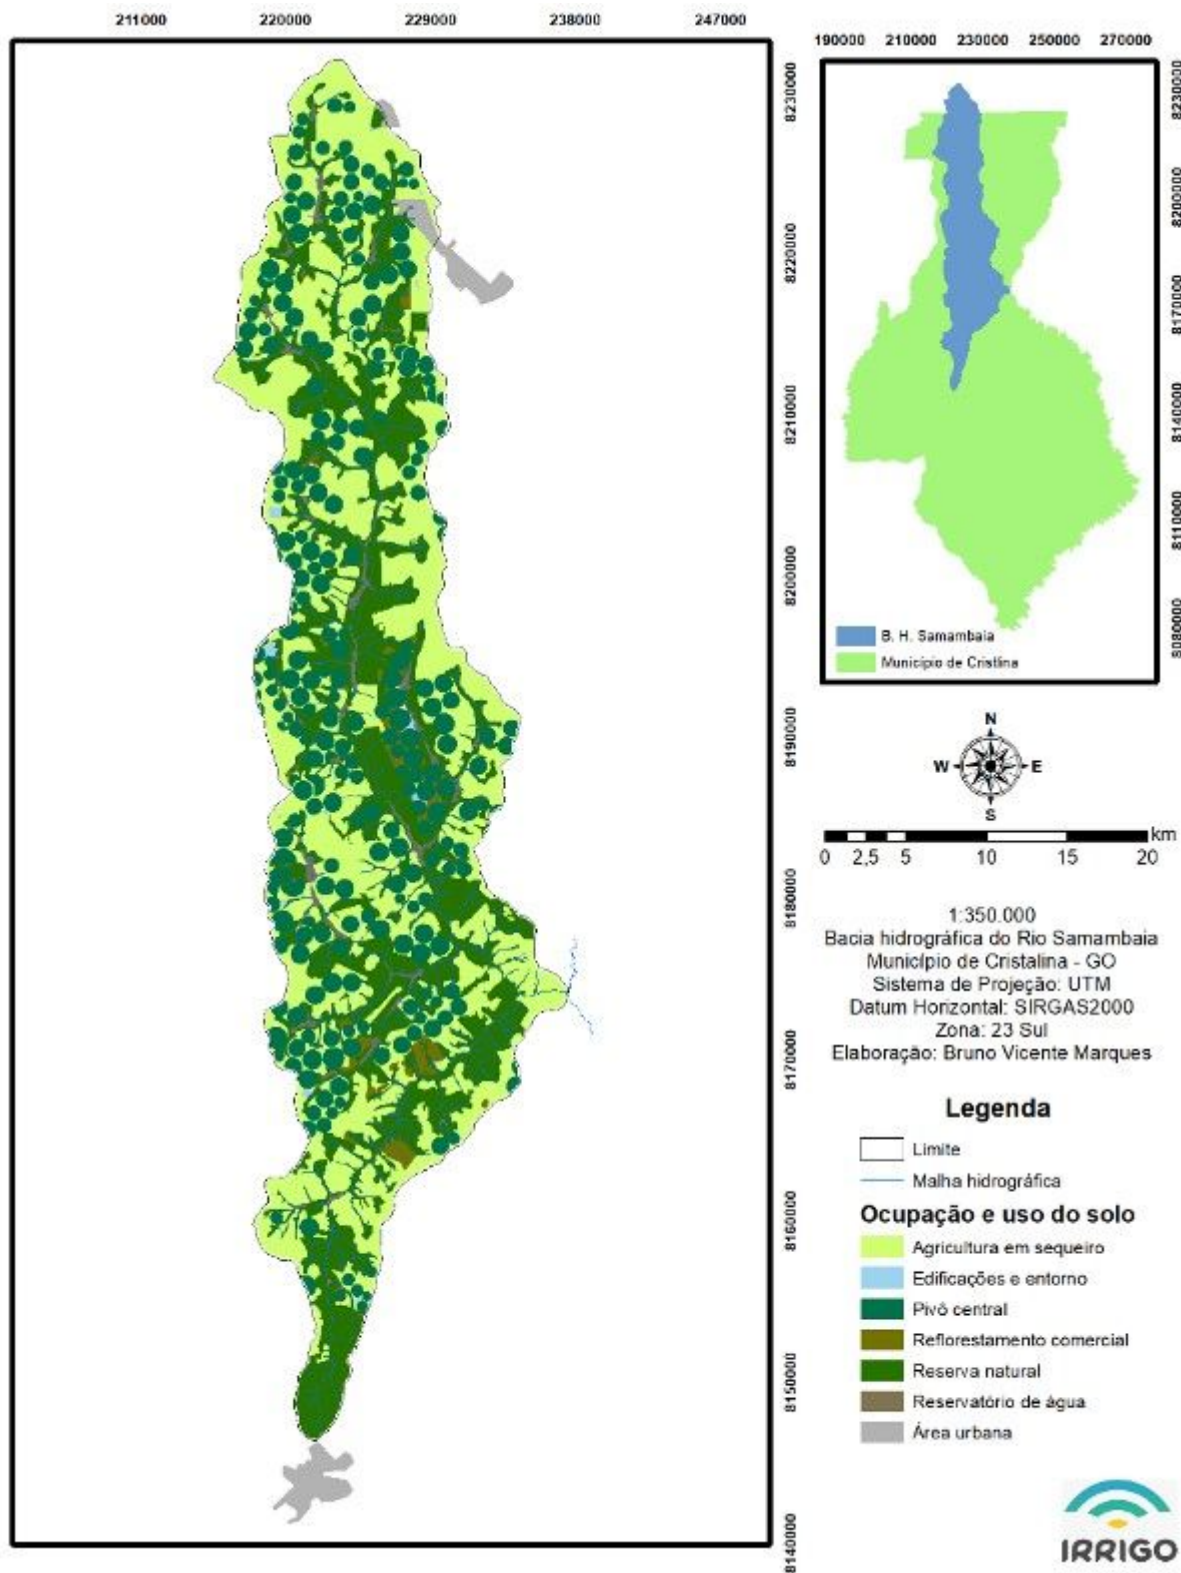 211000 220000 229000 238000 247000
190000 210000 230000 250000 270000
8230000
8220000
8210000
8200000
8190000
8180000
8170000
8160000
8150000
8140000
8230000
8200000
8170000
8140000
8110000
8080000
B. H. Samambaia
Município de Cristlina
N
W E
S
km
0 2,5 5 10 15 20
1:350.000
Bacia hidrográfica do Rio Samambaia
Município de Cristalina - GO
Sistema de Projeção: UTM
Datum Horizontal: SIRGAS2000
Zona: 23 Sul
Elaboração: Bruno Vicente Marques
Legenda
Limite
Malha hidrográfica
Ocupação e uso do solo
Agricultura em sequeiro
Edificações e entorno
Pivô central
Reflorestamento comercial
Reserva natural
Reservatório de água
Área urbana
IRRIGO